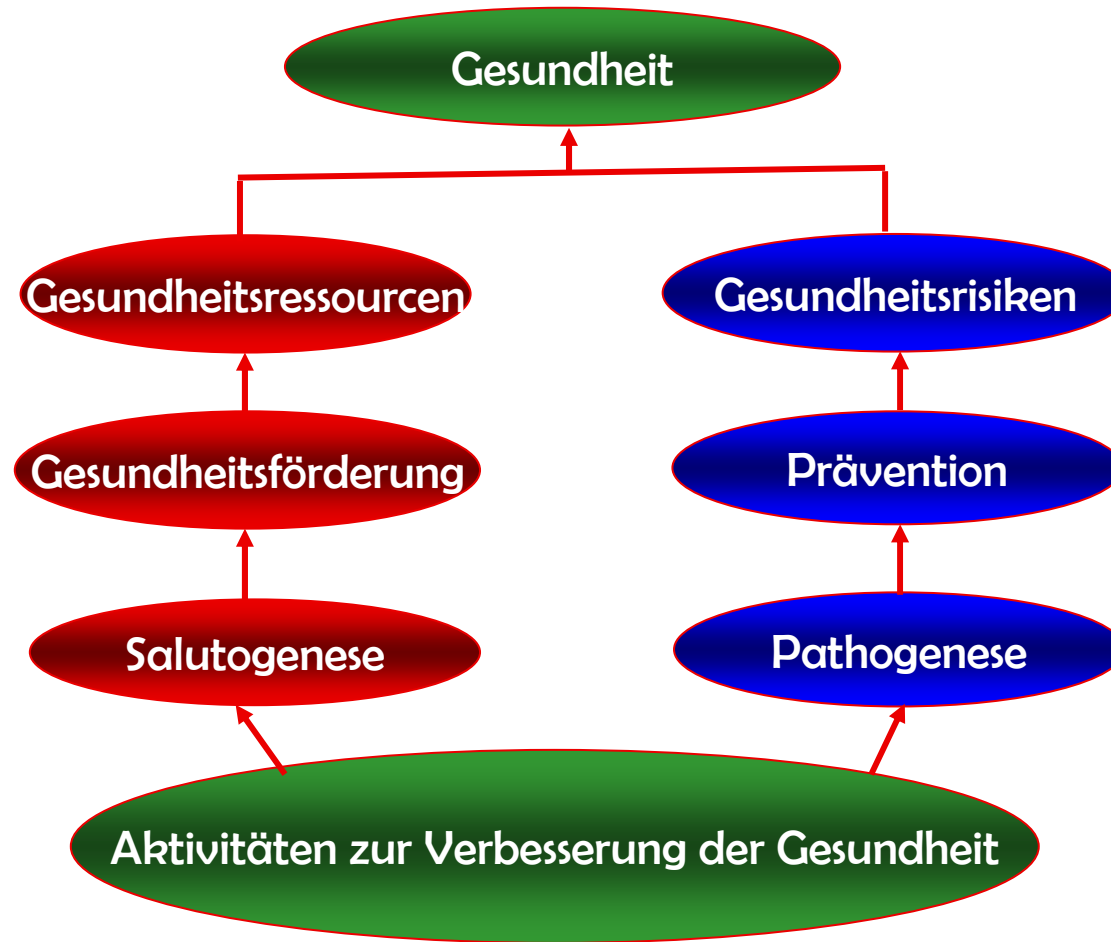 Gesundheit
Gesundheitsressourcen
Gesundheitsrisiken
Gesundheitsförderung
Prävention
Salutogenese
Pathogenese
Aktivitäten zur Verbesserung der Gesundheit